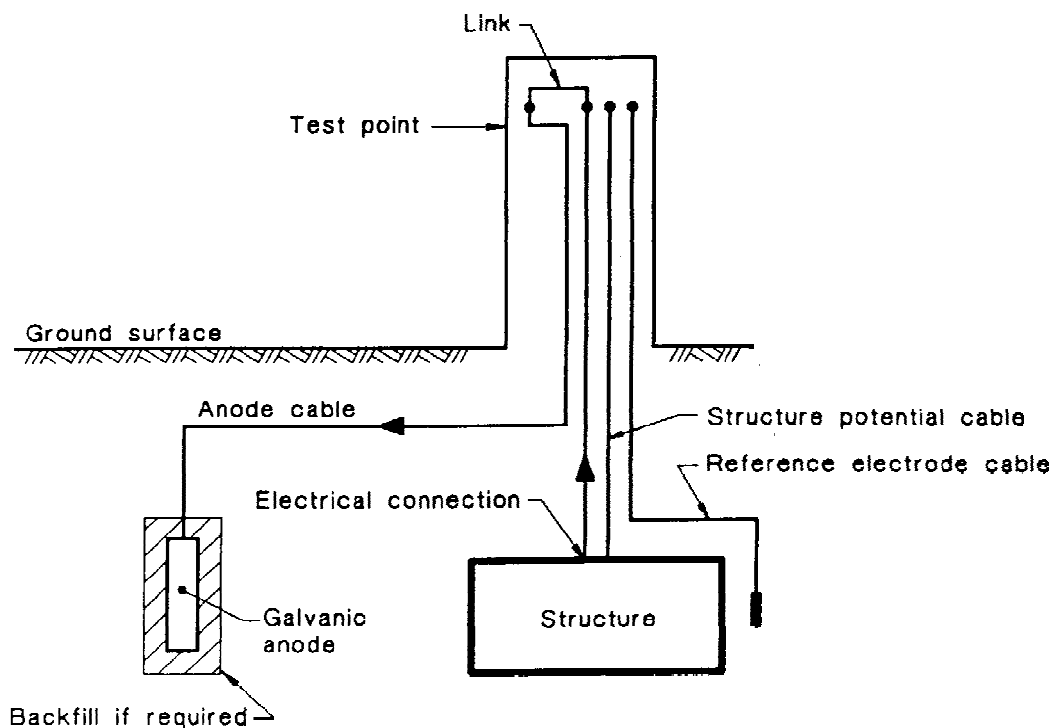 Link
Test point
Ground surface
Anode cable
Structure potential cable
Reference electrode cable
Electrical connection
Structure
Galvanic
anode
Backfill if required